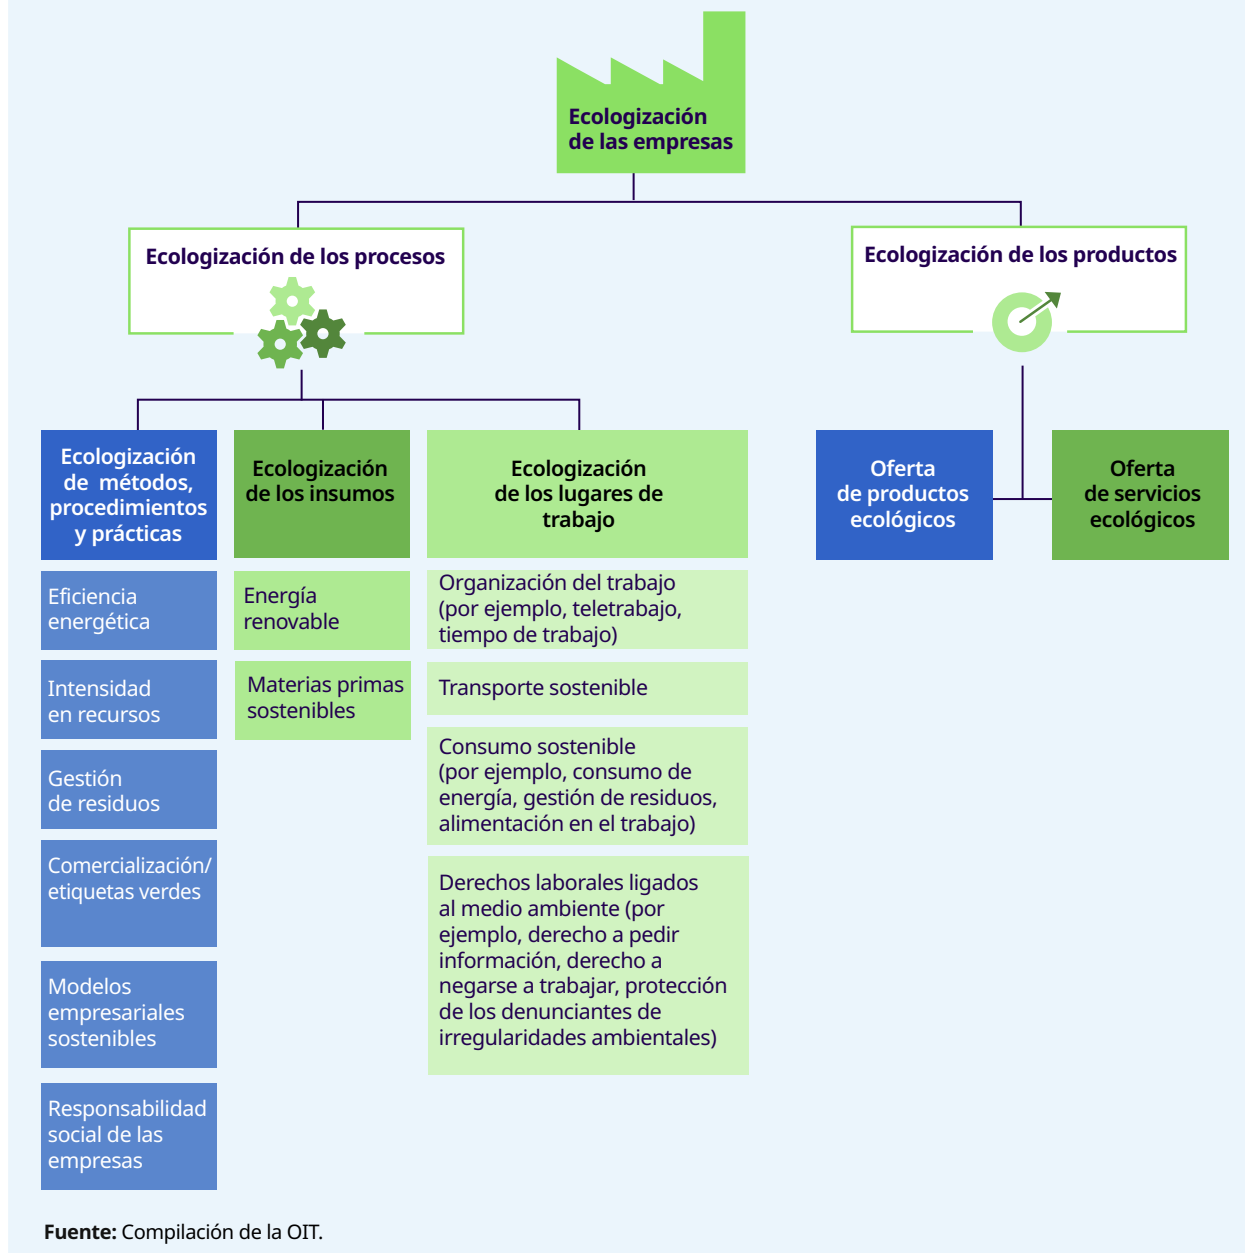 Ecologización
de las empresas
Ecologización de los procesos
Ecologización de los productos
Ecologización
de métodos,
procedimientos
y prácticas
Ecologización
de los insumos
Ecologización
de los lugares de
trabajo
Oferta
de productos
ecológicos
Oferta
de servicios
ecológicos
Eficiencia
energética
Intensidad
en recursos
Gestión
de residuos
Comercialización/
etiquetas verdes
Modelos
empresariales
sostenibles
Responsabilidad
social de las
empresas
Energía
renovable
Materias primas
sostenibles
Organización del trabajo
(por ejemplo, teletrabajo,
tiempo de trabajo)
Transporte sostenible
Consumo sostenible
(por ejemplo, consumo de
energía, gestión de residuos,
alimentación en el trabajo)
Derechos laborales ligados
al medio ambiente (por
ejemplo, derecho a pedir
información, derecho a
negarse a trabajar, protección
de los denunciantes de
irregularidades ambientales)
Fuente: Compilación de la OIT.